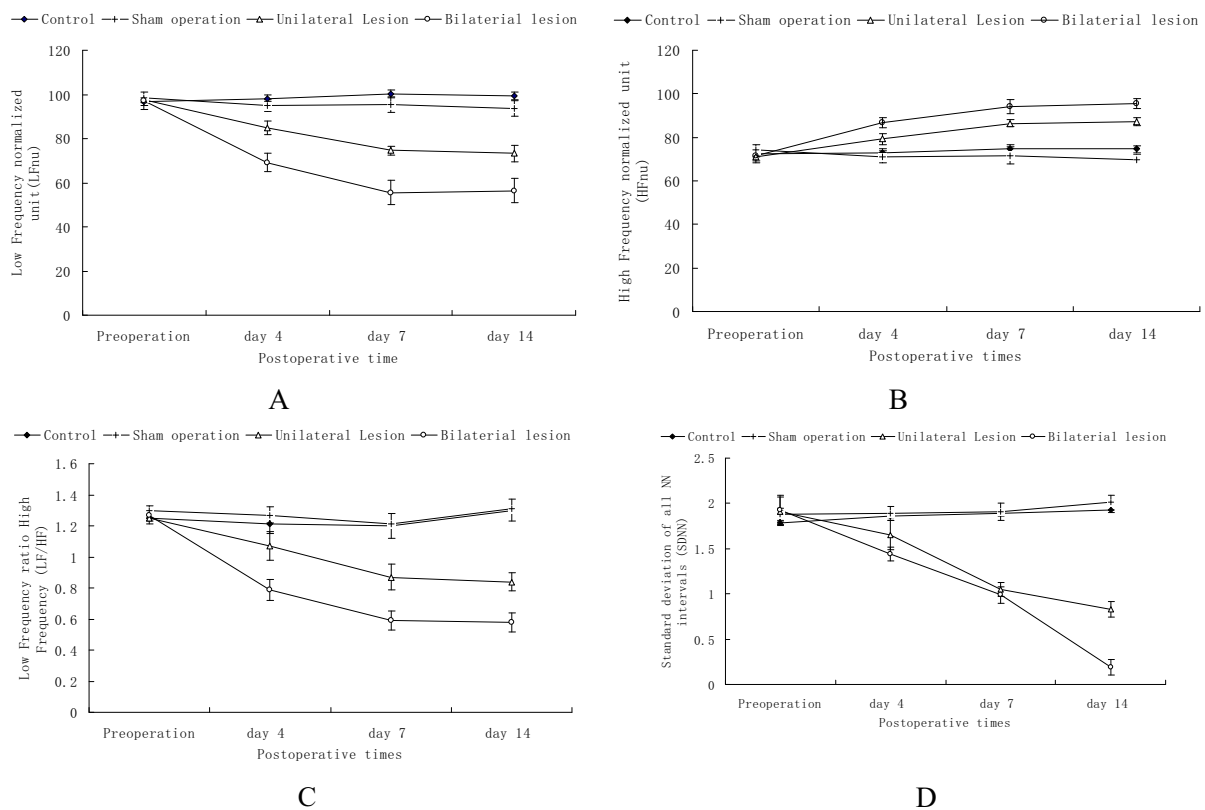 Control Sham operation Unilateral Lesion Bilaterial lesion
Low Frequency normalized
unit(LFnu)
120
100
80
60
40
20
0
Preoperation day 4 day 7 day 14
Postoperative time
A
Control Sham operation Unilateral Lesion Bilaterial lesion
High Frequency normalized unit
(HFnu)
120
100
80
60
40
20
0
Preoperation day 4 day 7 day 14
Postoperative times
B
Control Sham operation Unilateral Lesion Bilaterial lesion
Low Frequency ratio High
Frequency (LF/HF)
1.6
1.4
1.2
1
0.8
0.6
0.4
0.2
0
Preoperation day 4 day 7 day 14
Postoperative times
C
Control Sham operation Unilateral Lesion Bilaterial lesion
Standard deviation of all NN
intervals (SDNN)
2.5
2
1.5
1
0.5
0
Preoperation day 4 day 7 day 14
Postoperative times
D